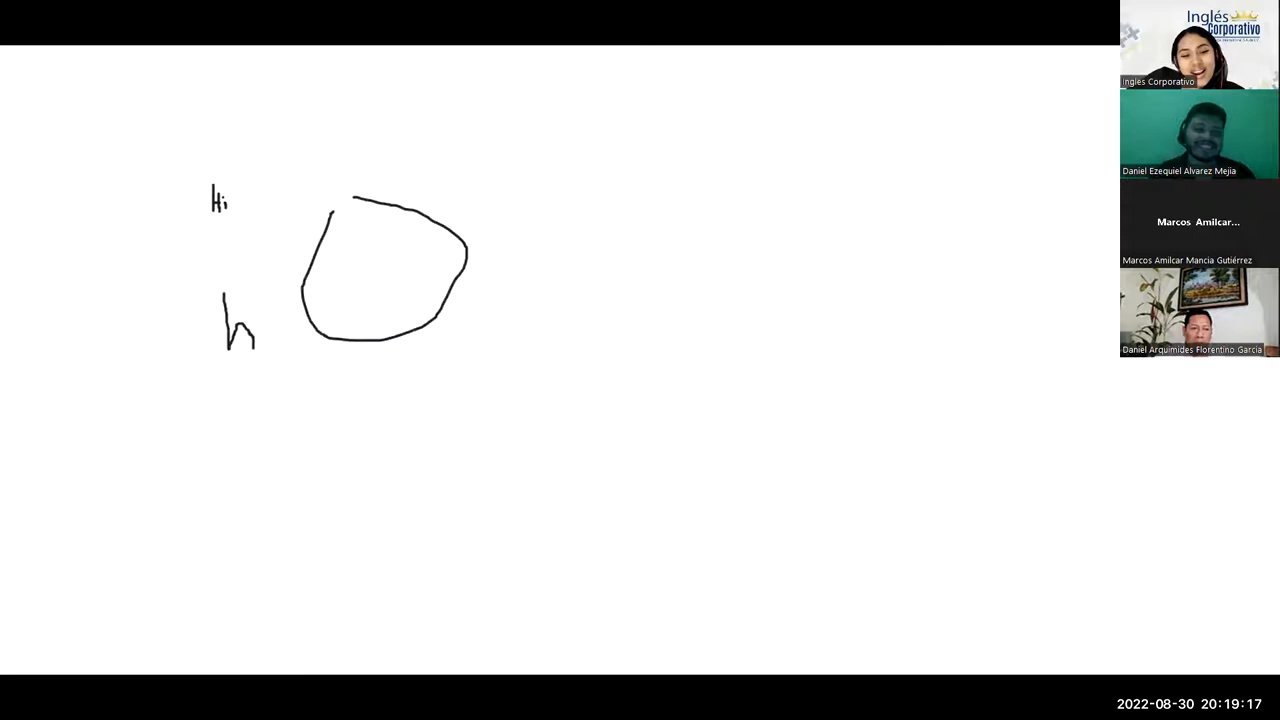 Inglés
Corporativo
Ingles Corporativo
Daniel Ezequiel Alvarez Mejia
Marcos Amilcar...
Marcos Amilcar Mancia Gutiérrez
Daniel Arquimides Florentino Garcia
Hi
h
2022-08-30 20:19:17